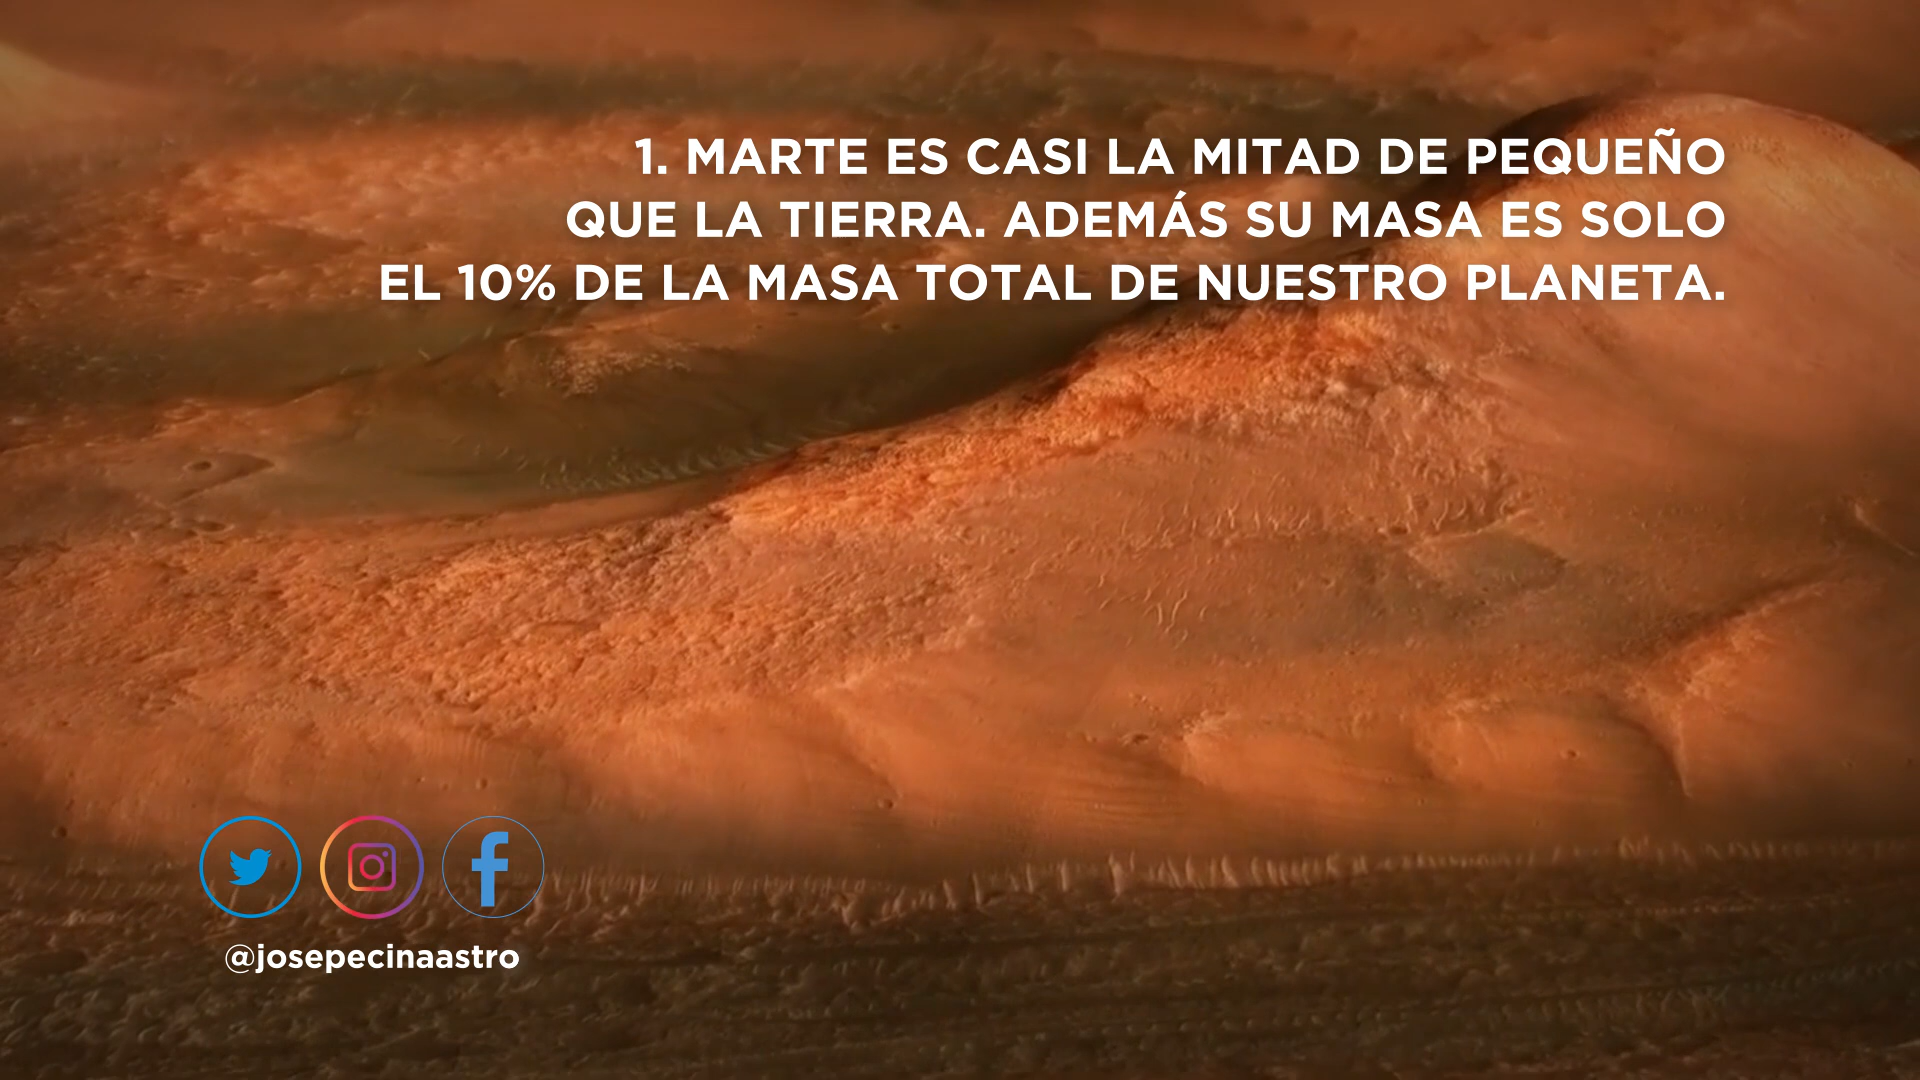 1. MARTE ES CASI LA MITAD DE PEQUEÑO
QUE LA TIERRA. ADEMÁS SU MASA ES SOLO
EL 10% DE LA MASA TOTAL DE NUESTRO PLANETA.
@josepecinaastro